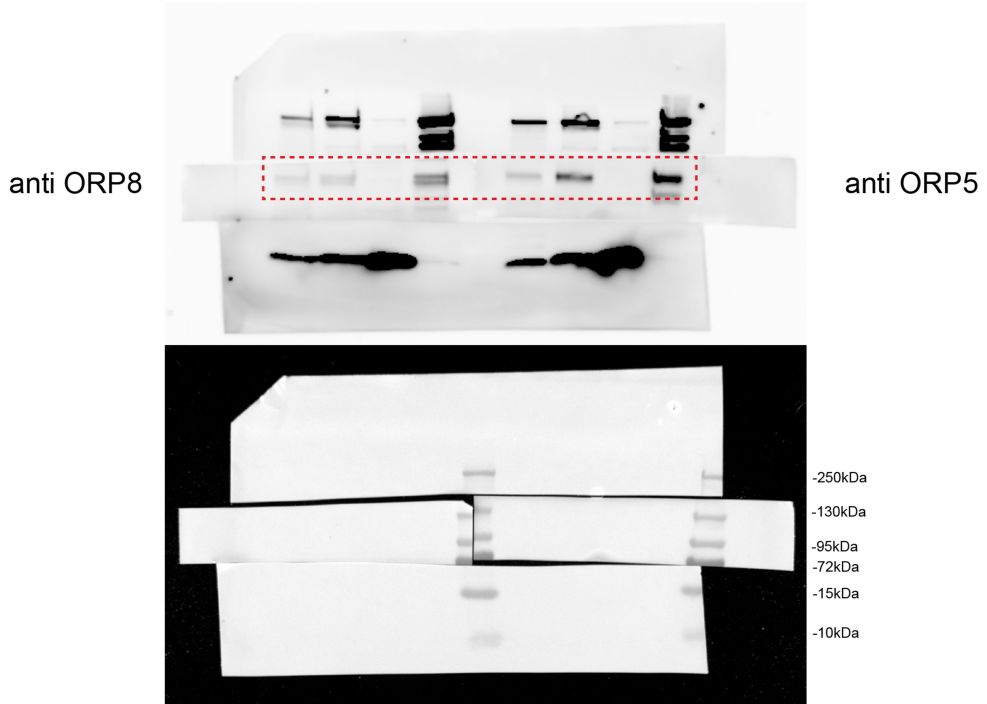 anti ORP8
anti ORP5
-250kDa
-130kDa
-95kDa
-72kDa
-15kDa
-10kDa